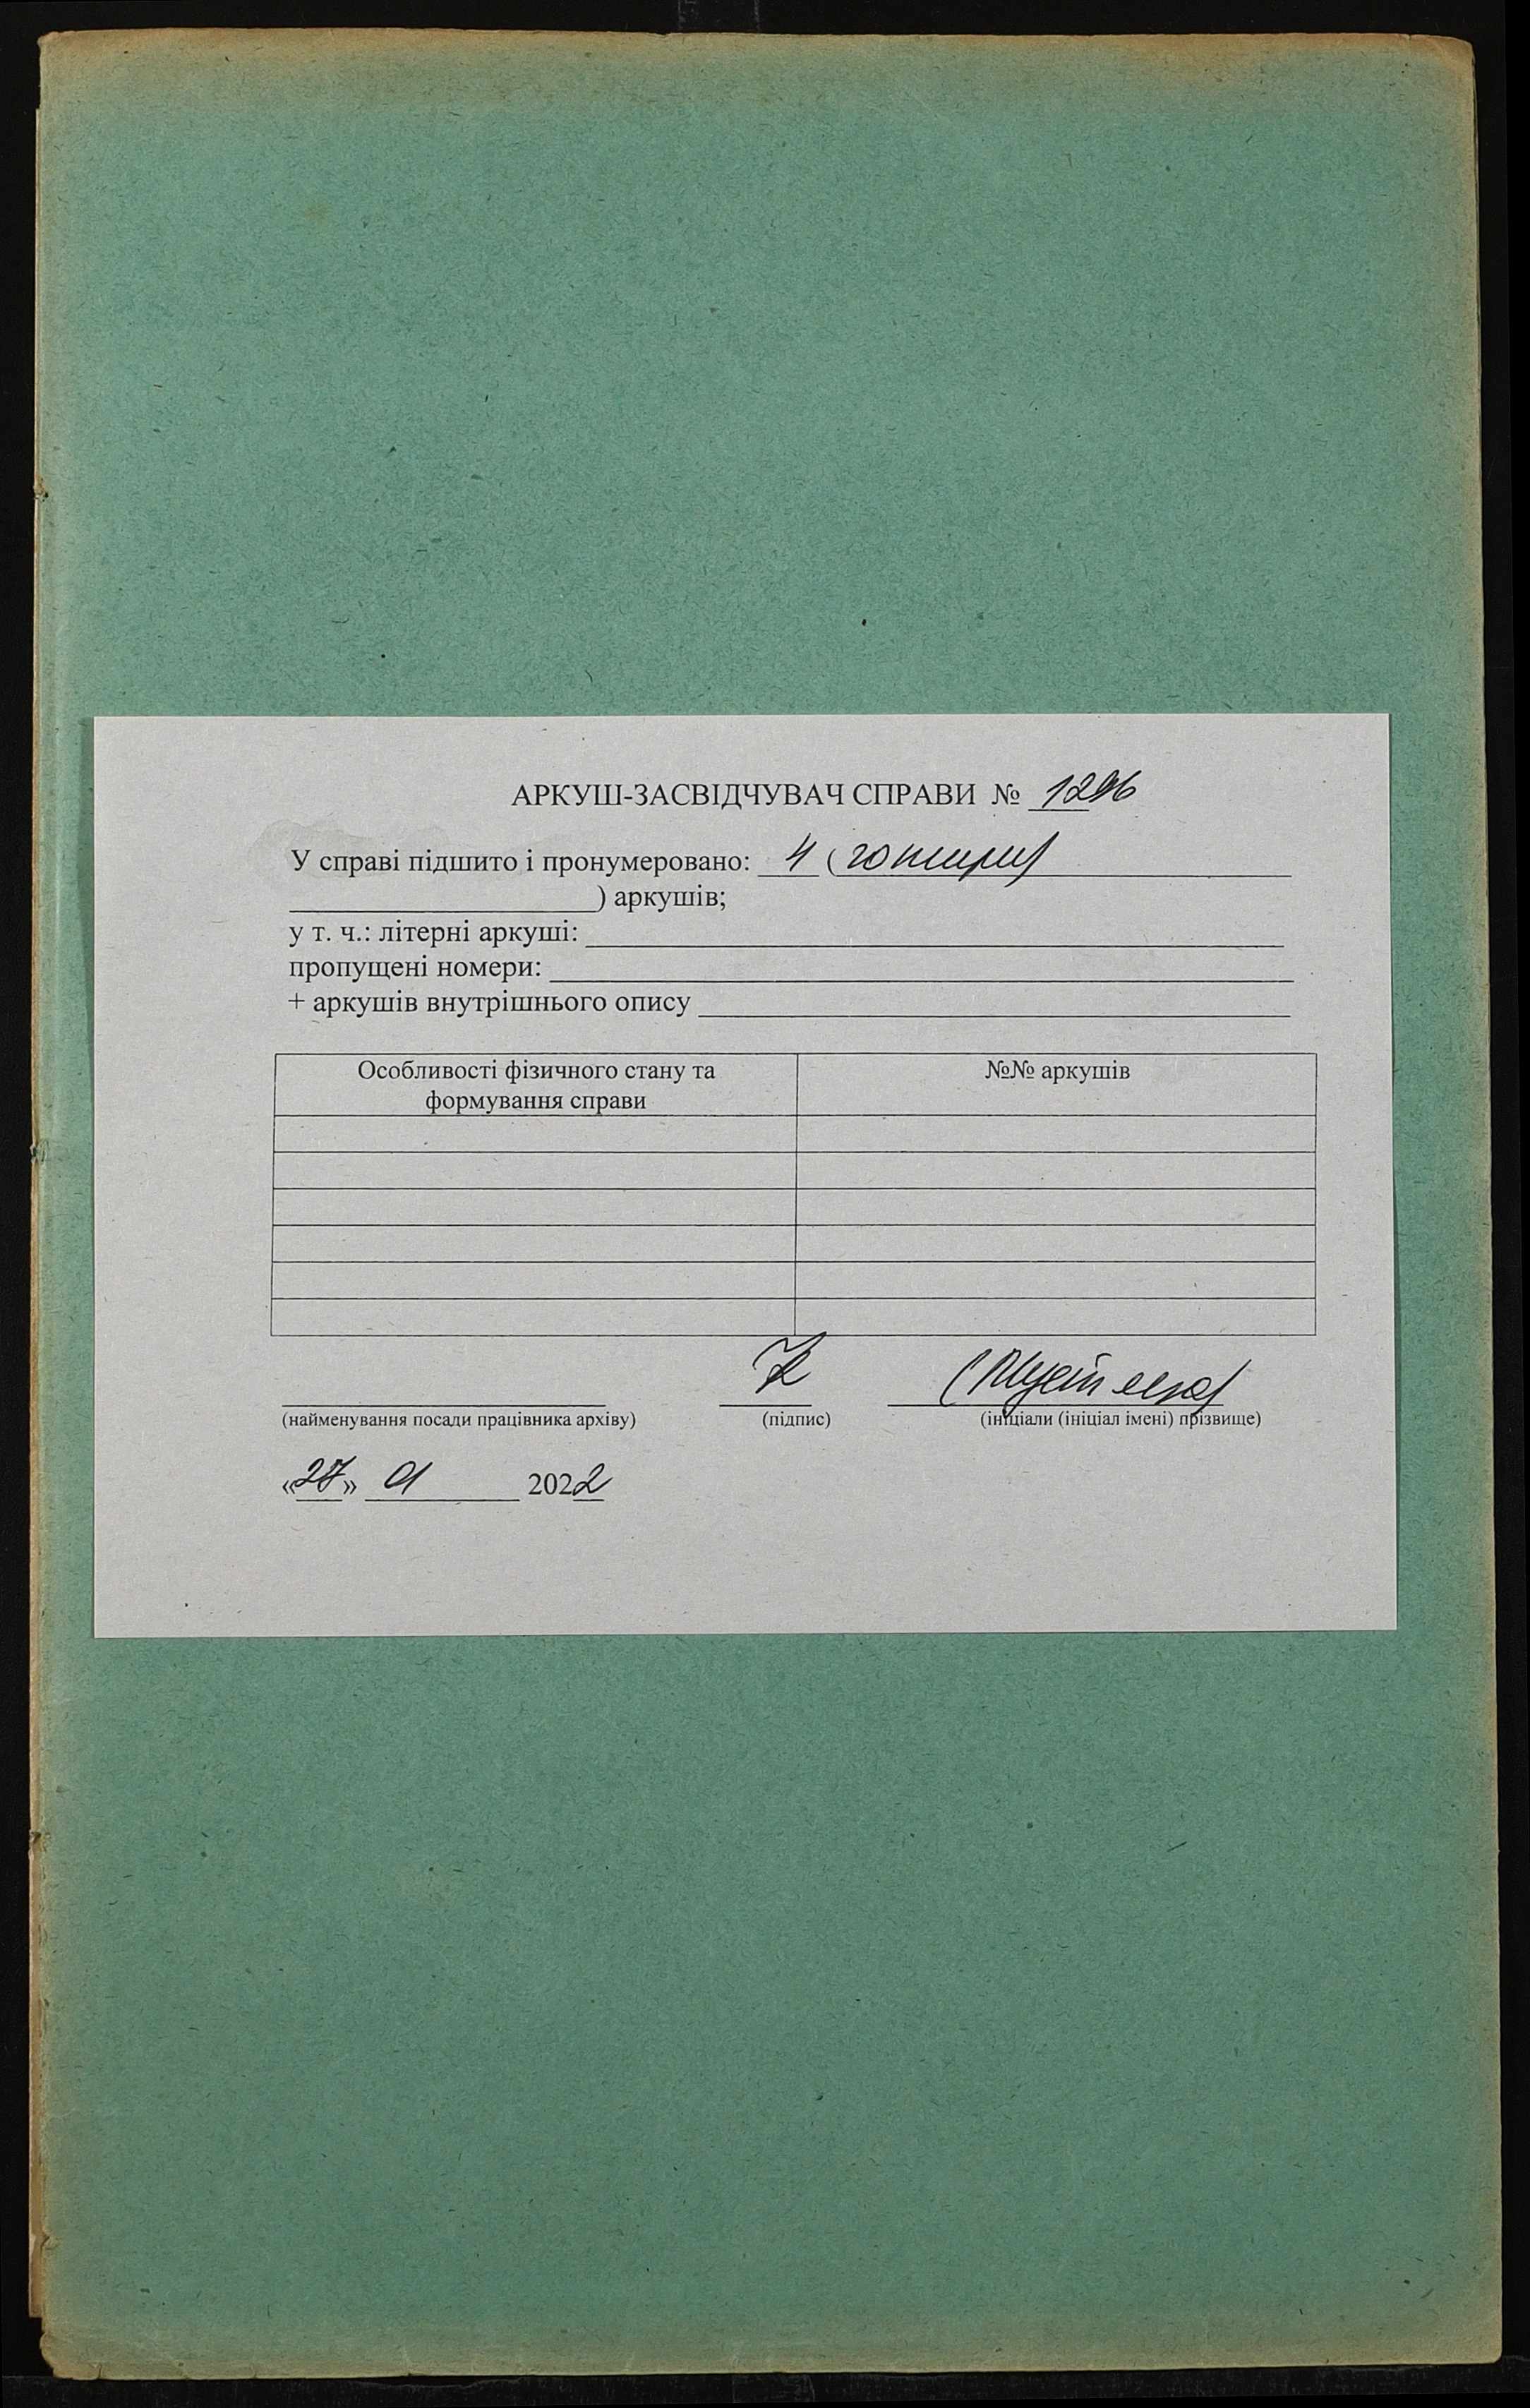 АРКУШ-ЗАСВІДЧУВАЧ СПРАВИ № 1296
У справі підшито і пронумеровано: 4 (чотири)
) аркушів;
у т. ч.: літерні аркуші:
пропущені номери:
+ аркушів внутрішнього опису
Особливості фізичного стану та формування справи
№№ аркушів
(найменування посади працівника архіву)
(підпис)
(ініціали (ініціал імені) прізвище)
«27» 01 2022